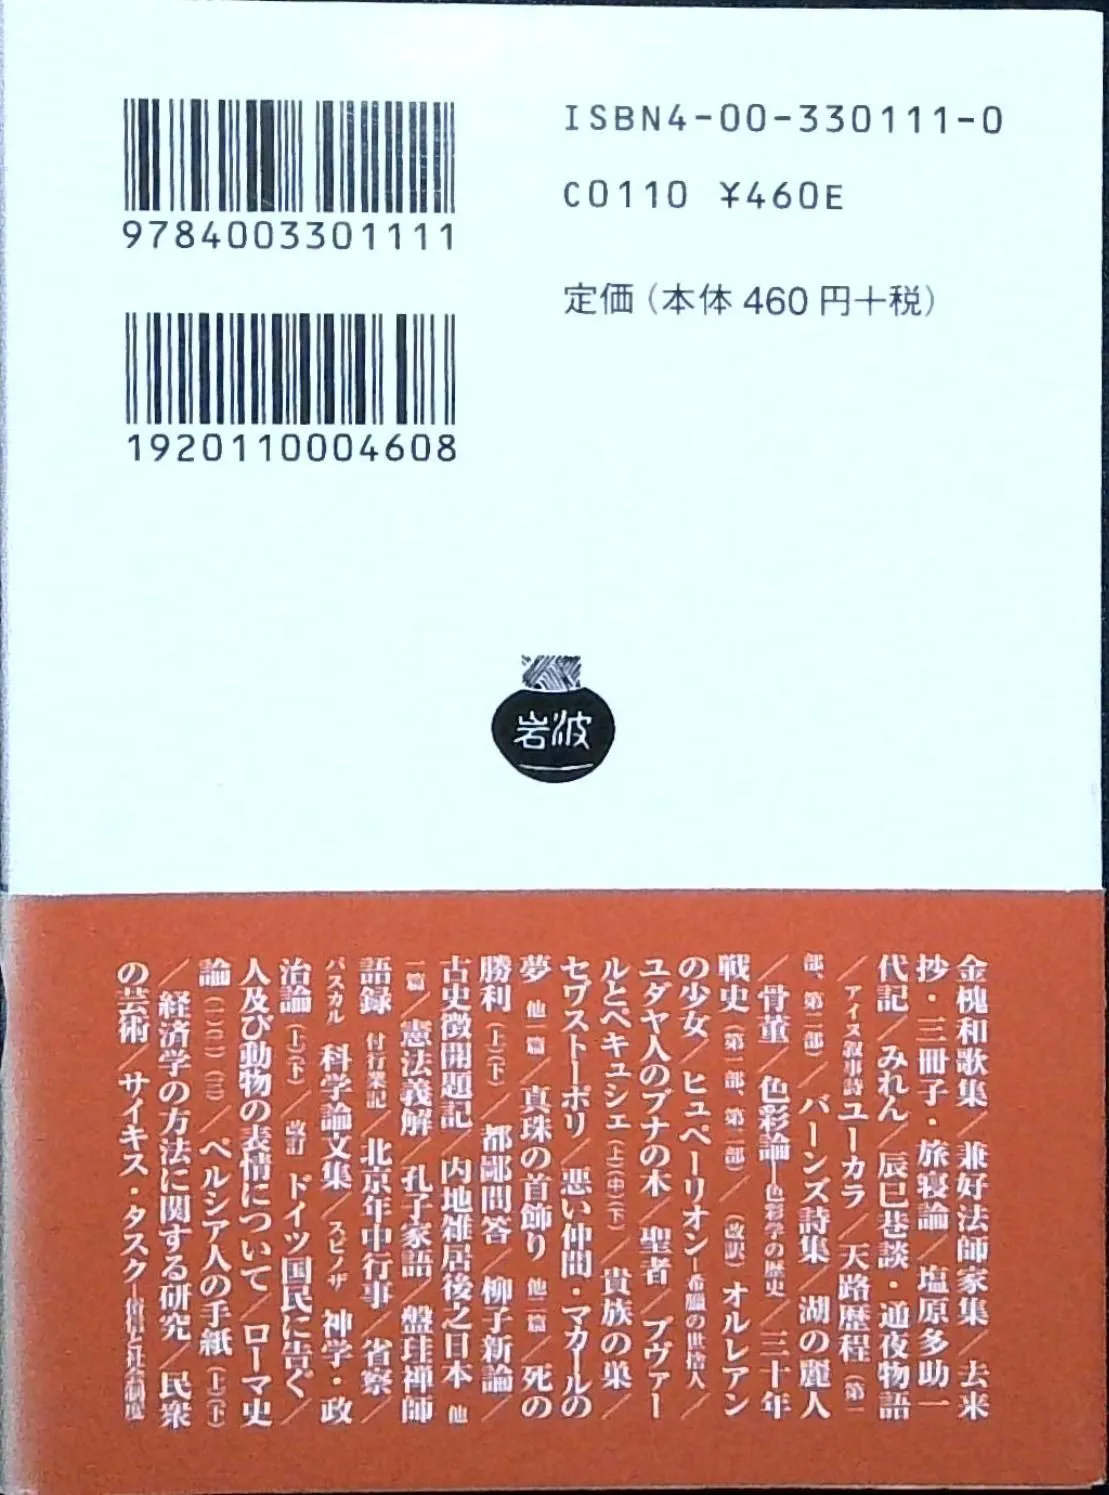 9784003301111
1920110004608
ISBN4-00-330111-0
C0110 ¥460E
定価(本体 460 円+税)
岩波
金槐和歌集/兼好法師家集/去来
抄・三冊子・旅寝論/塩原多助一
代記/みれん/辰巳巷談・通夜物語
/アイヌ叙事詩ユーカラ/天路歴程(第一
部、第二部)/バーンズ詩集/湖の麗人
/骨董/色彩論―色彩学の歴史/三十年
戦史(第一部、第二部)/(改訳)オルレアン
の少女/ヒュペーリオン―希臘の世捨人/
ユダヤ人のブナの木/聖者/ブヴァー
ルとペキュシェ(上)(中)(下)/貴族の巣/
セヴストーポリ/悪い仲間・マカールの
夢 他一篇/真珠の首飾り 他二篇/死の
勝利(上)(下)/都鄙問答/柳子新論/
古史徴開題記/内地雑居後之日本 他
一篇/憲法義解/孔子家語/盤珪禅師
語録 付行業記/北京年中行事/省察/
パスカル 科学論文集/スピノザ 神学・政
治論(上)(下)/改訂 ドイツ国民に告ぐ/
人及び動物の表情について/ローマ史
論(一)(二)(三)/ペルシア人の手紙(上)(下)
/経済学の方法に関する研究/民衆
の芸術/サイキス・タスク―俗信と社会制度